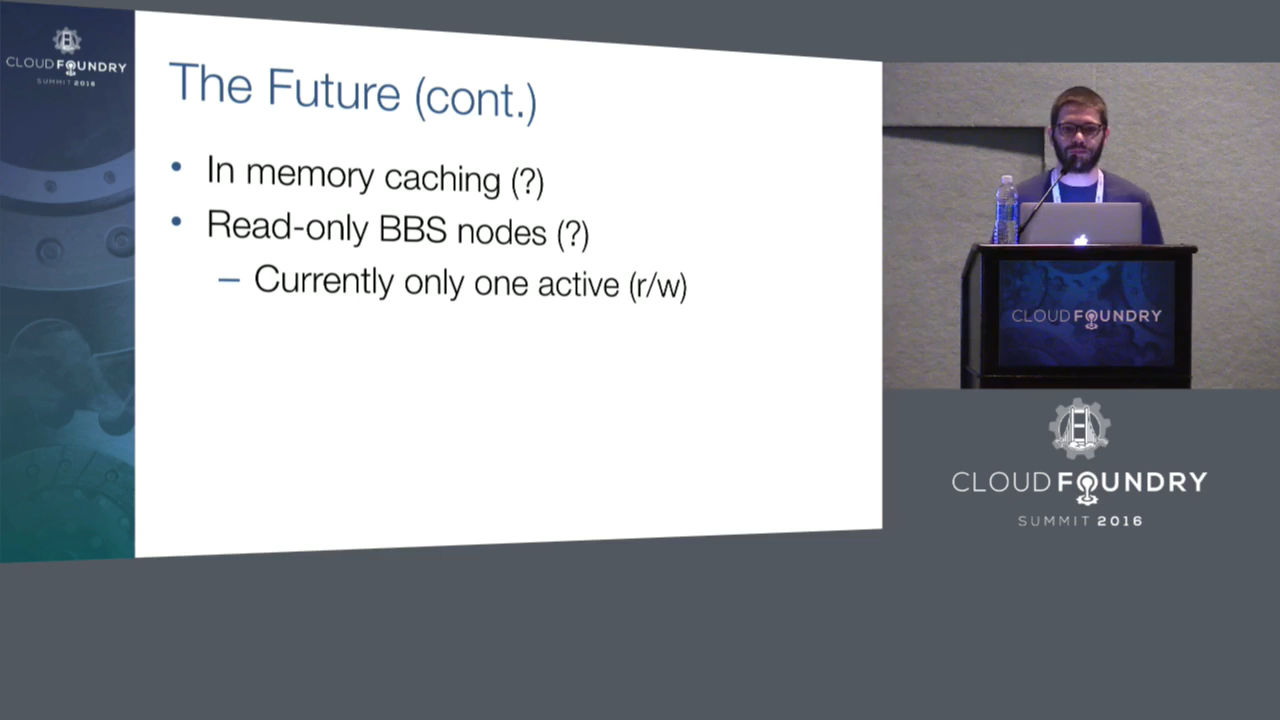 CLOUD FOUNDRY
SUMMIT 2016
The Future (cont.)
• In memory caching (?)
• Read-only BBS nodes (?)
– Currently only one active (r/w)
CLOUD FOUNDRY
CLOUD FOUNDRY
SUMMIT 2016